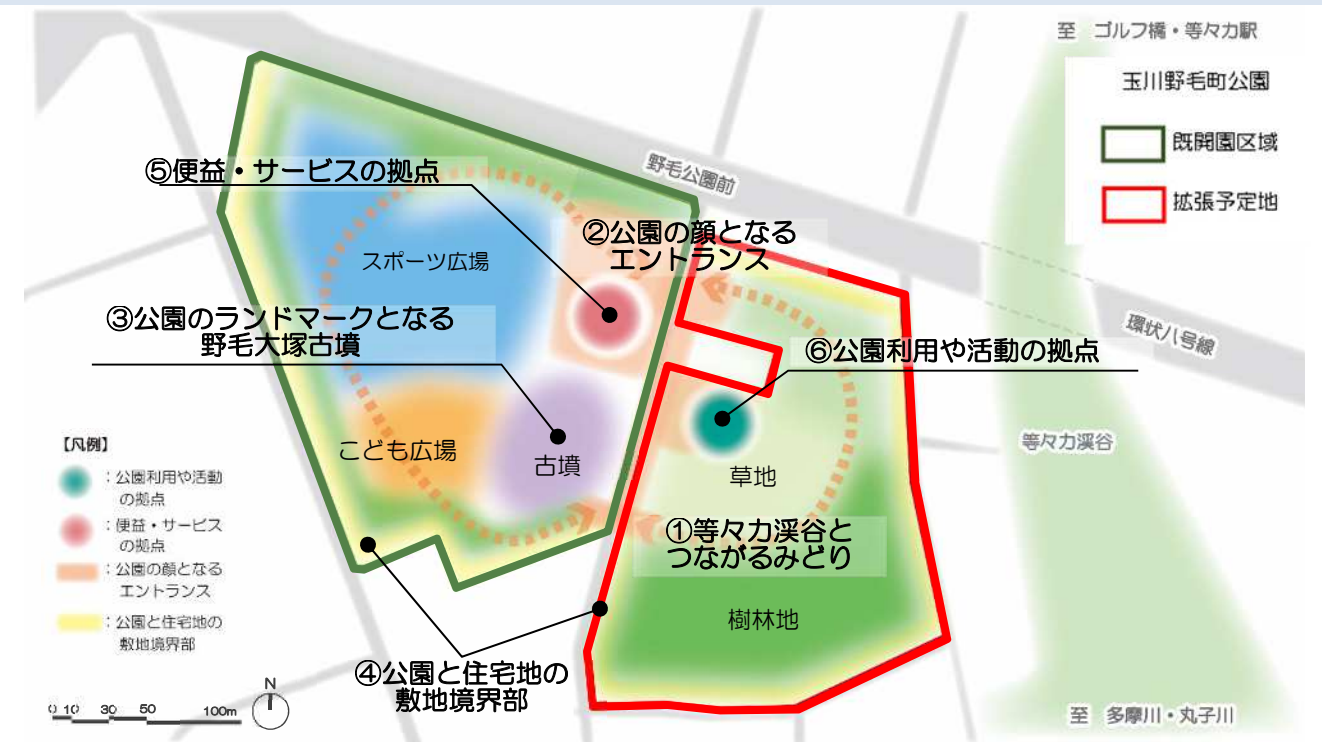 至 ゴルフ橋・等々力駅
玉川野毛町公園
既開園区域
拡張予定地
野毛公園前
環状八号線
等々力渓谷
至 多摩川・丸子川
⑤便益・サービスの拠点
②公園の顔となる
エントランス
スポーツ広場
③公園のランドマークとなる
野毛大塚古墳
⑥公園利用や活動の拠点
こども広場
古墳
草地
①等々力渓谷と
つながるみどり
樹林地
④公園と住宅地の
敷地境界部
【凡例】
：公園利用や活動
の拠点
：便益・サービス
の拠点
：公園の顔となる
エントランス
：公園と住宅地の
敷地境界部
0 10 30 50 100m
N